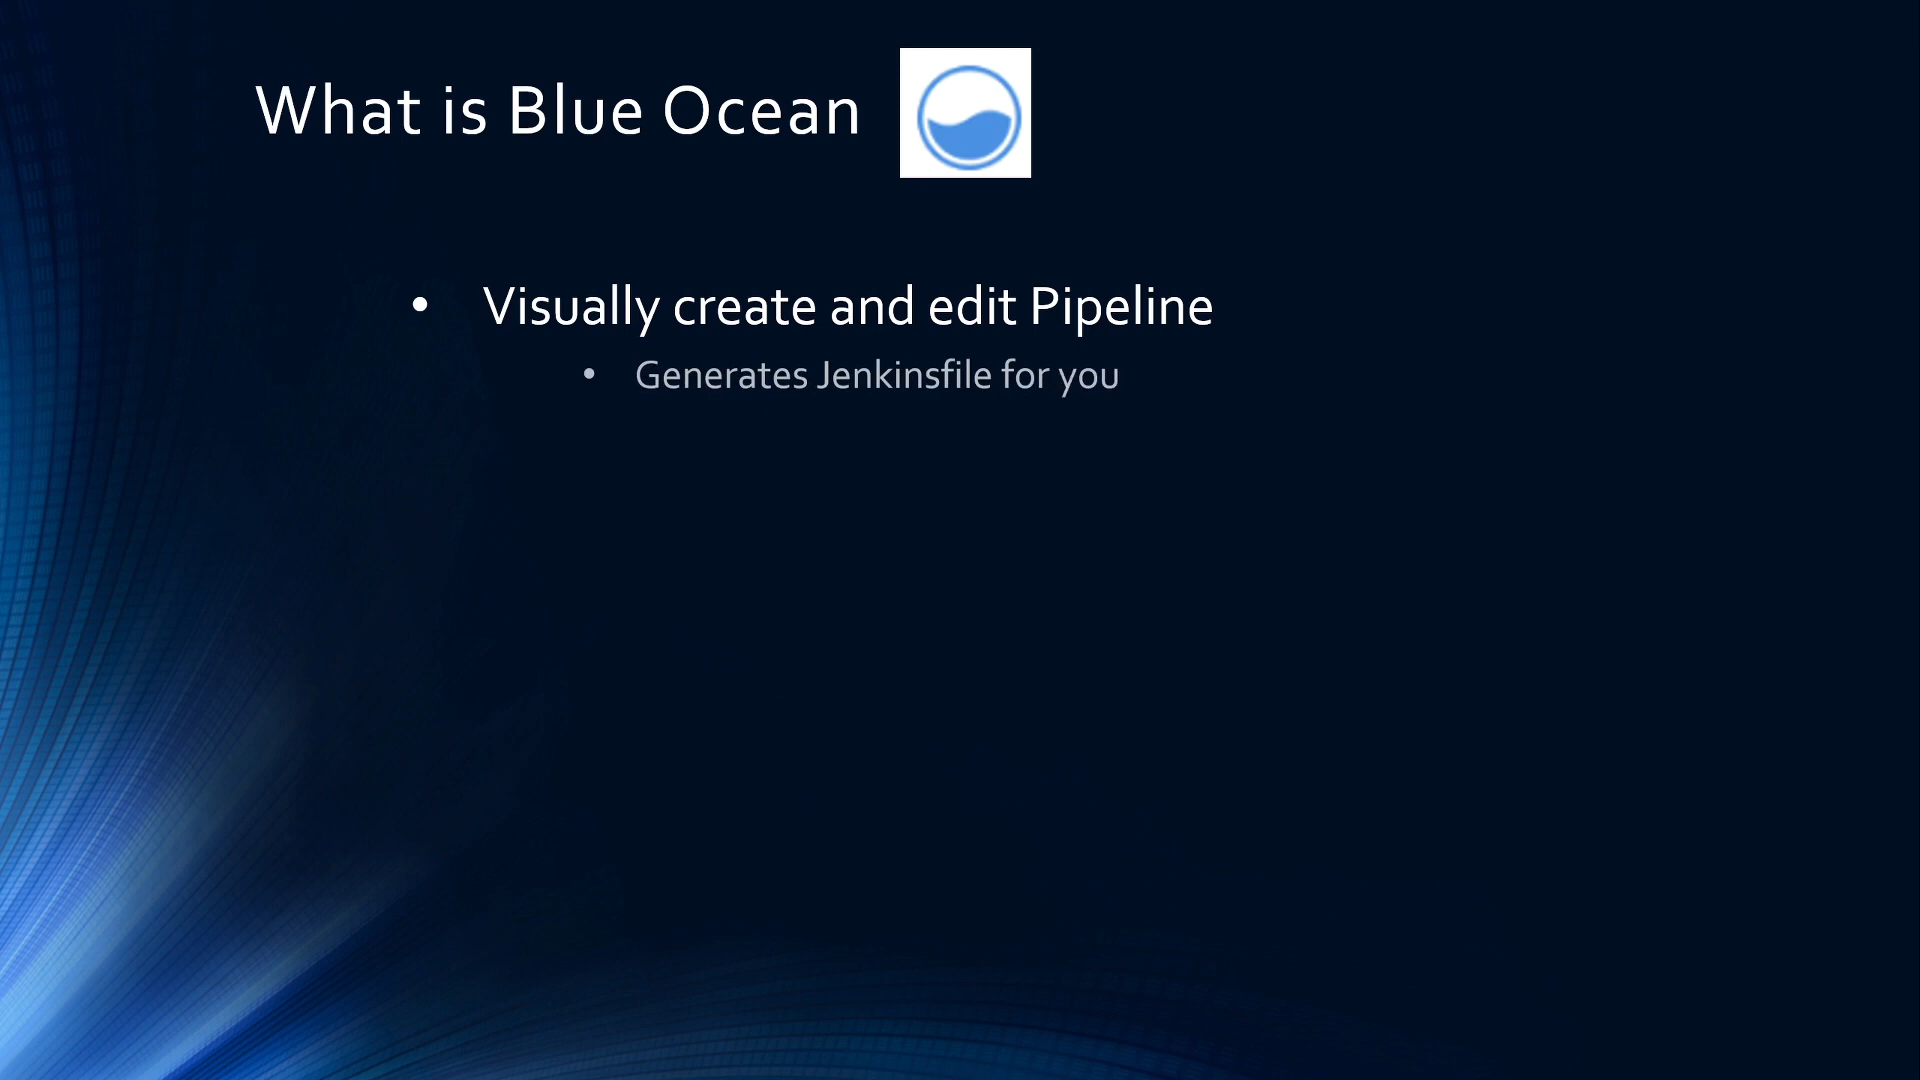 What is Blue Ocean
• Visually create and edit Pipeline
• Generates Jenkinsfile for you